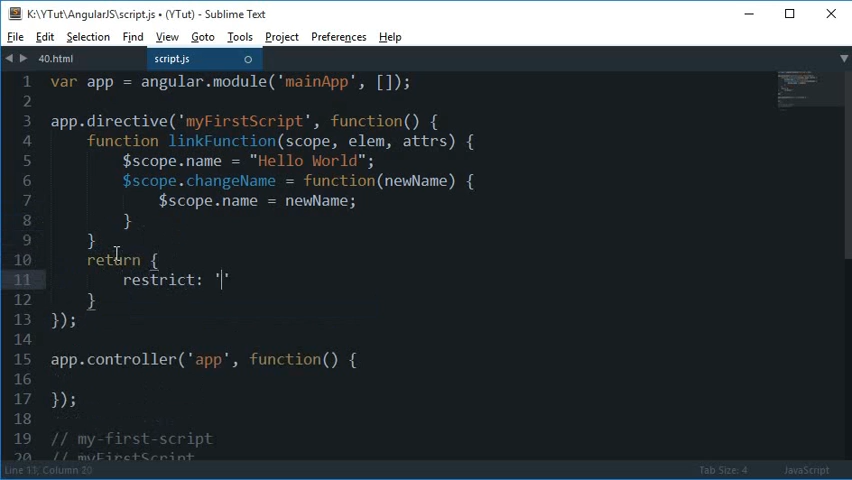 K:\YTut\AngularJS\script.js • (YTut) - Sublime Text
File Edit Selection Find View Goto Tools Project Preferences Help
40.html script.js
1 var app = angular.module('mainApp', []);
2
3 app.directive('myFirstScript', function() {
4 function linkFunction(scope, elem, attrs) {
5 $scope.name = "Hello World";
6 $scope.changeName = function(newName) {
7 $scope.name = newName;
8 }
9 }
10 return {
11 restrict: ''
12 }
13 });
14
15 app.controller('app', function() {
16
17 });
18
19 // my-first-script
20 // myFirstScript
Line 11, Column 20 Tab Size: 4 JavaScript